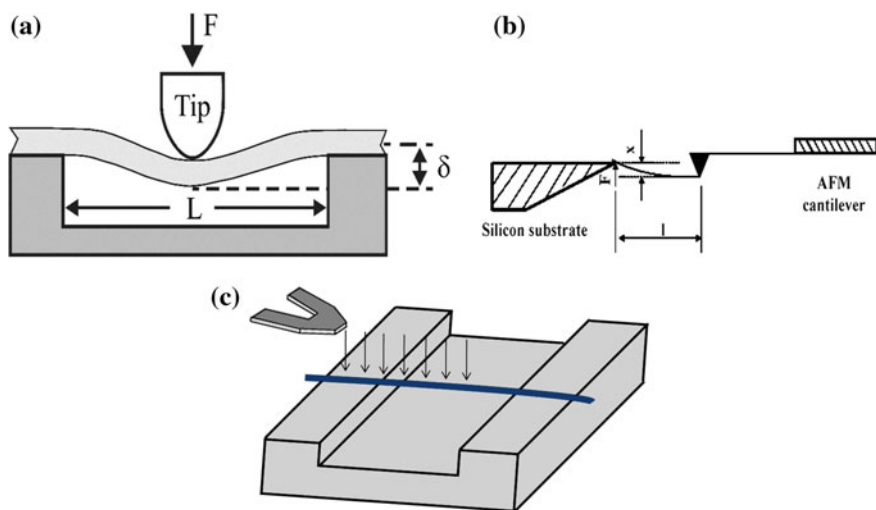 (a)
F
Tip
δ
L
(b)
x
F
l
Silicon substrate
AFM
cantilever
(c)